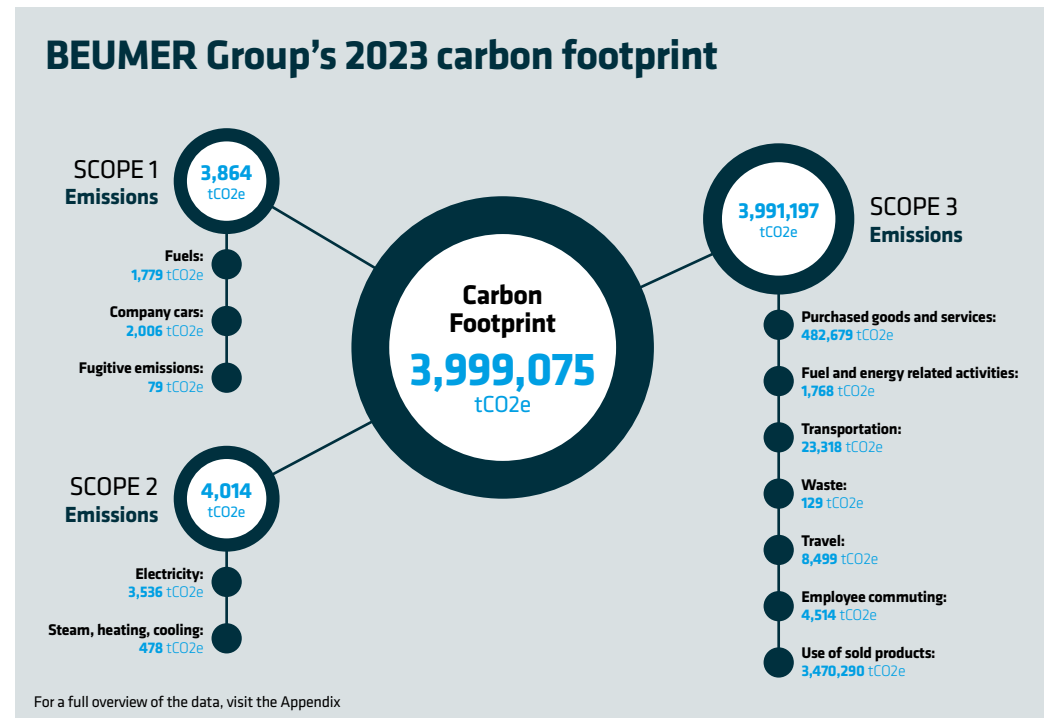 BEUMER Group's 2023 carbon footprint
SCOPE 1
Emissions
3,864
tCO2e
Fuels:
1,779 tCO2e
Company cars:
2,006 tCO2e
Fugitive emissions:
79 tCO2e
SCOPE 2
Emissions
4,014
tCO2e
Electricity:
3,536 tCO2e
Steam, heating, cooling:
478 tCO2e
Carbon
Footprint
3,999,075
tCO2e
3,991,197
tCO2e
SCOPE 3
Emissions
Purchased goods and services:
482,679 tCO2e
Fuel and energy related activities:
1,768 tCO2e
Transportation:
23,318 tCO2e
Waste:
129 tCO2e
Travel:
8,499 tCO2e
Employee commuting:
4,514 tCO2e
Use of sold products:
3,470,290 tCO2e
For a full overview of the data, visit the Appendix